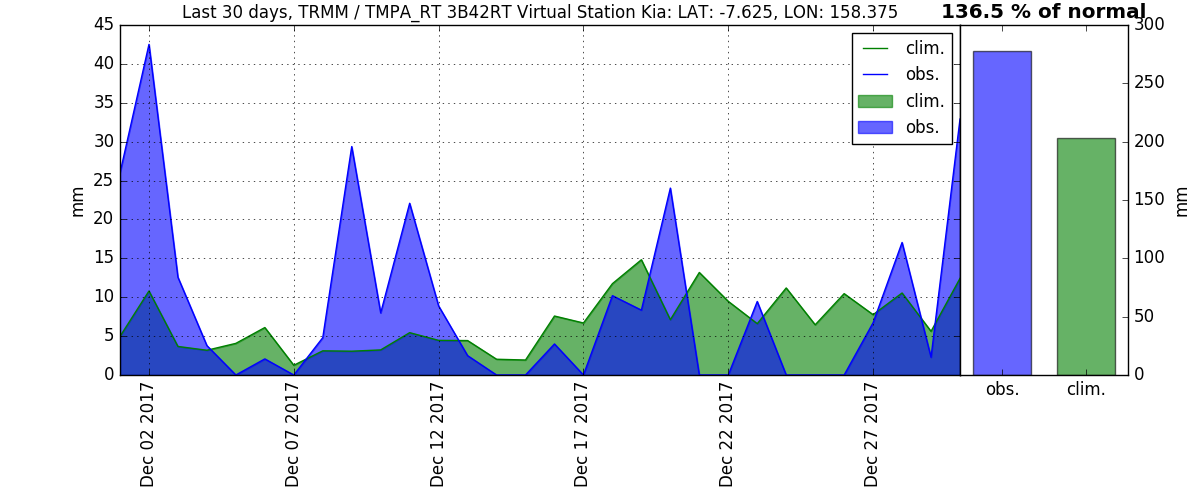 Last 30 days, TRMM / TMPA_RT 3B42RT Virtual Station Kia: LAT: -7.625, LON: 158.375
136.5 % of normal
45
40
35
30
25
20
15
10
5
0
mm
Dec 02 2017
Dec 07 2017
Dec 12 2017
Dec 17 2017
Dec 22 2017
Dec 27 2017
clim.
obs.
clim.
obs.
300
250
200
150
100
50
0
mm
obs.
clim.